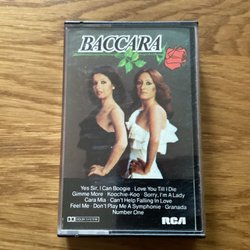 BACCARA
Yes Sir, I Can Boogie · Love You Till I Die
Gimme More · Koochie-Koo · Sorry, I'm A Lady
Cara Mia · Can't Help Falling In Love
Feel Me · Don't Play Me A Symphonie · Granada
Number One
RCA